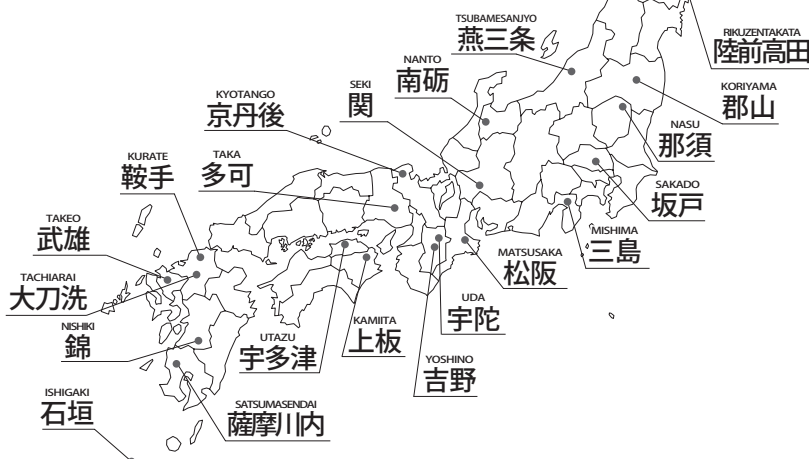 TSUBAMESANJYO
燕三条
RIKUZENTAKATA
陸前高田
NANTO
南砺
KORIYAMA
郡山
SEKI
関
KYOTANGO
京丹後
NASU
那須
KURATE
鞍手
TAKA
多可
SAKADO
坂戸
TAKEO
武雄
MISHIMA
三島
MATSUSAKA
松阪
TACHIARAI
大刀洗
UDA
宇陀
NISHIKI
錦
UTAZU
宇多津
KAMIITA
上板
YOSHINO
吉野
ISHIGAKI
石垣
SATSUMASENDAI
薩摩川内